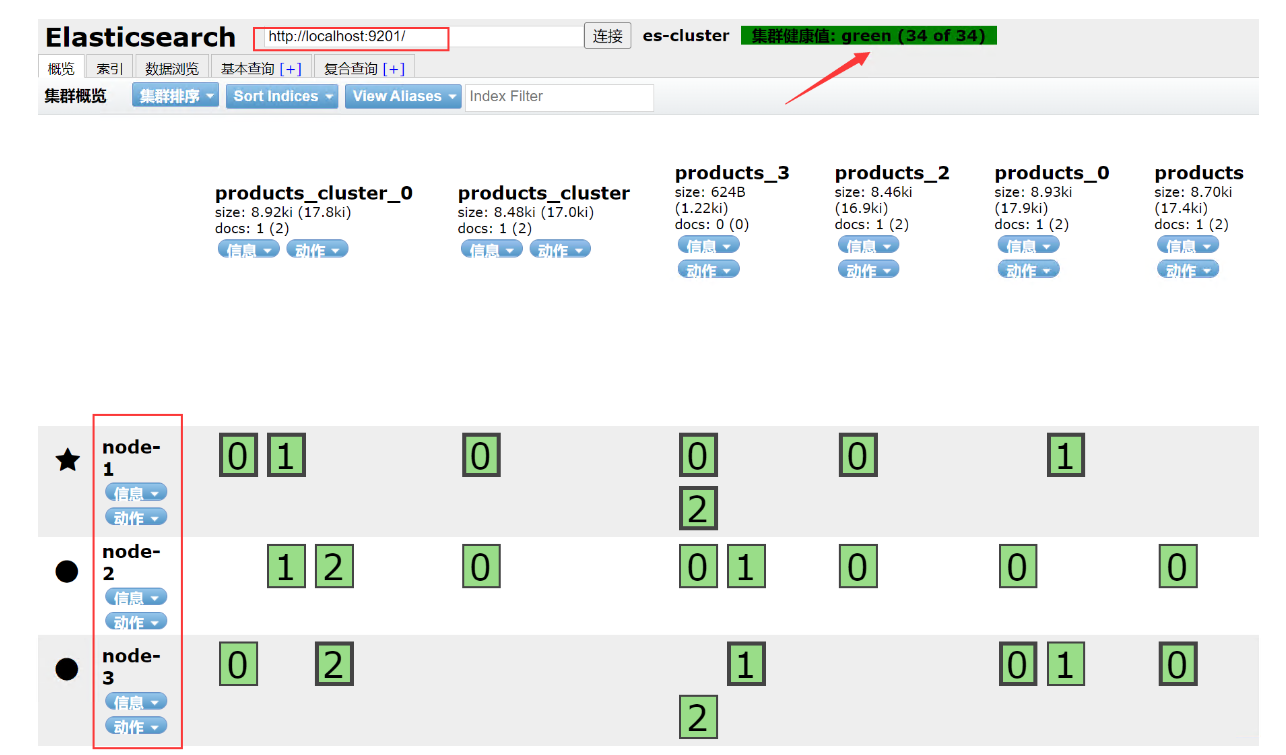 Elasticsearch http://localhost:9201/ 连接 es-cluster 集群健康值: green (34 of 34)
概览 索引 数据浏览 基本查询 [+] 复合查询 [+]
集群概览 集群排序 Sort Indices View Aliases Index Filter
products_cluster_0
size: 8.92ki (17.8ki)
docs: 1 (2)
信息 动作
products_cluster
size: 8.48ki (17.0ki)
docs: 1 (2)
信息 动作
products_3
size: 624B
(1.22ki)
docs: 0 (0)
信息
动作
products_2
size: 8.46ki
(16.9ki)
docs: 1 (2)
信息
动作
products_0
size: 8.93ki
(17.9ki)
docs: 1 (2)
信息
动作
products
size: 8.70ki
(17.4ki)
docs: 1 (2)
信息
动作
node-
1
信息
动作
0 1 0 0 0 1
2
node-
2
信息
动作
1 2 0 0 1 0 0 0
node-
3
信息
动作
0 2 1 0 1 0
2